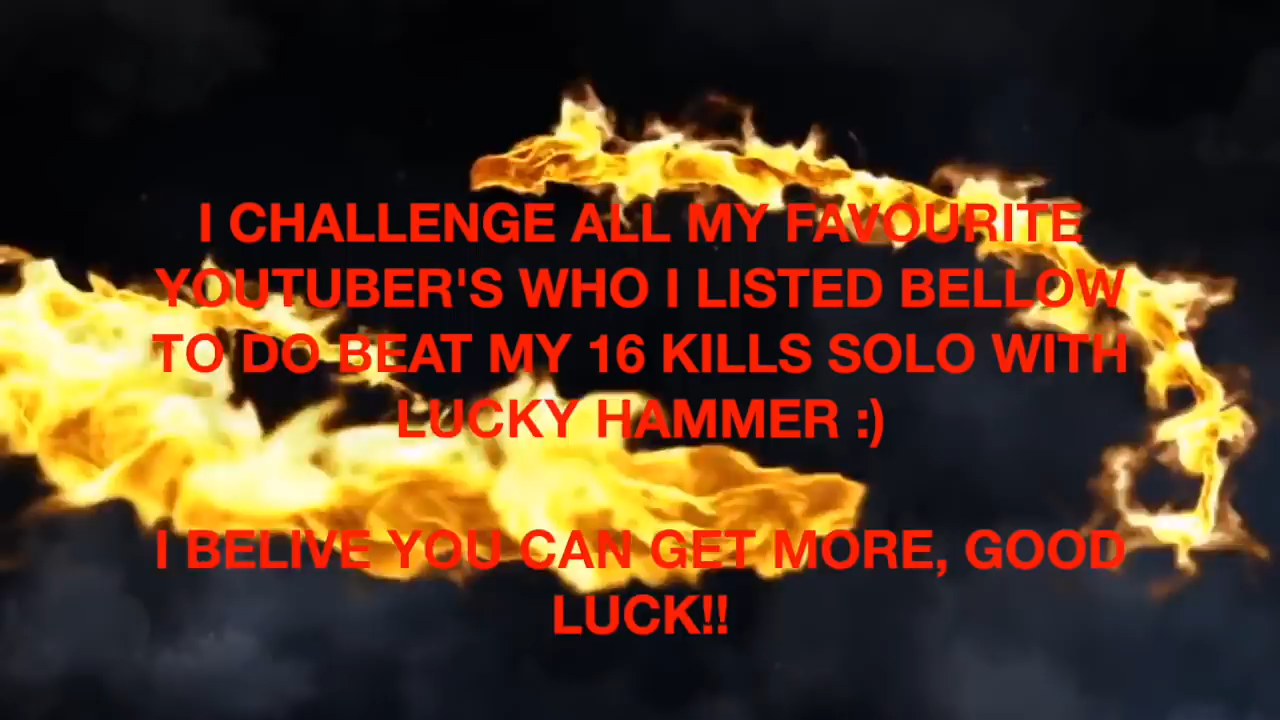 I CHALLENGE ALL MY FAVOURITE
YOUTUBER'S WHO I LISTED BELLOW
TO DO BEAT MY 16 KILLS SOLO WITH
LUCKY HAMMER :)
I BELIVE YOU CAN GET MORE, GOOD
LUCK!!